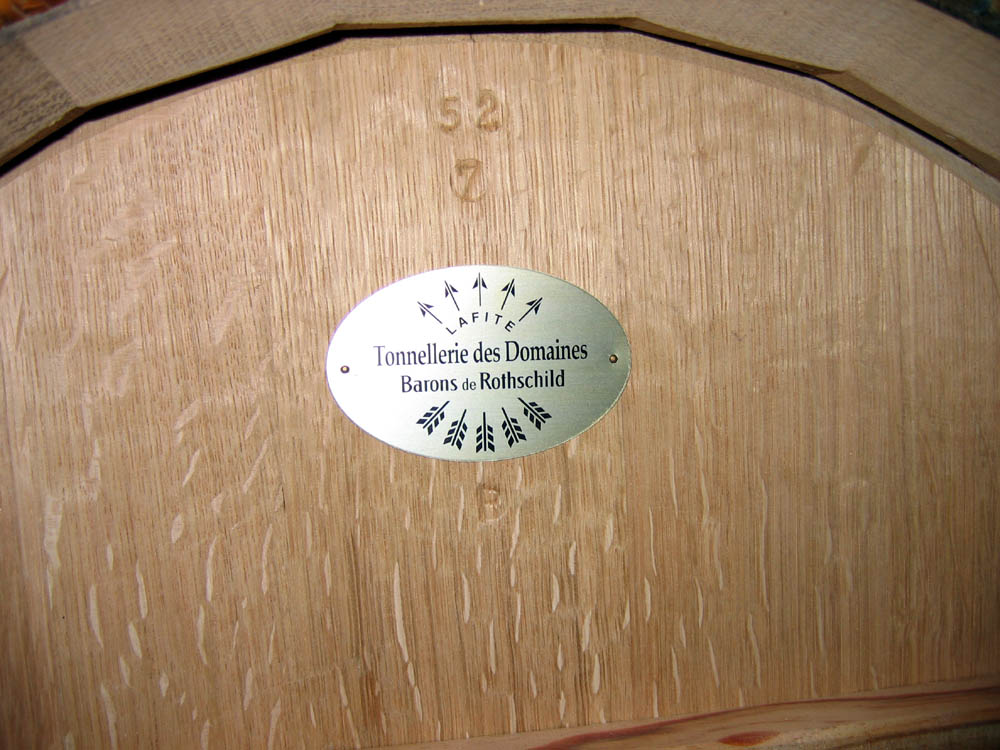 52
7
LAFITE
Tonnellerie des Domaines
Barons de Rothschild